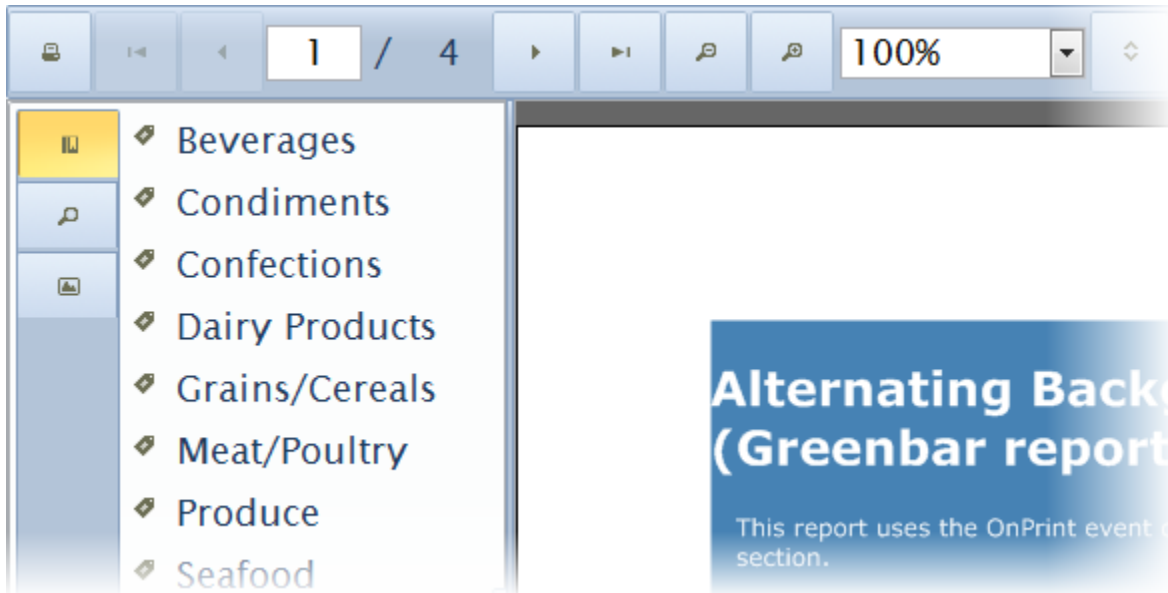 1 / 4 100%
Beverages
Condiments
Confections
Dairy Products
Grains/Cereals
Meat/Poultry
Produce
Seafood
Alternating
(Greenbar report
This report uses the OnPrint event
section.